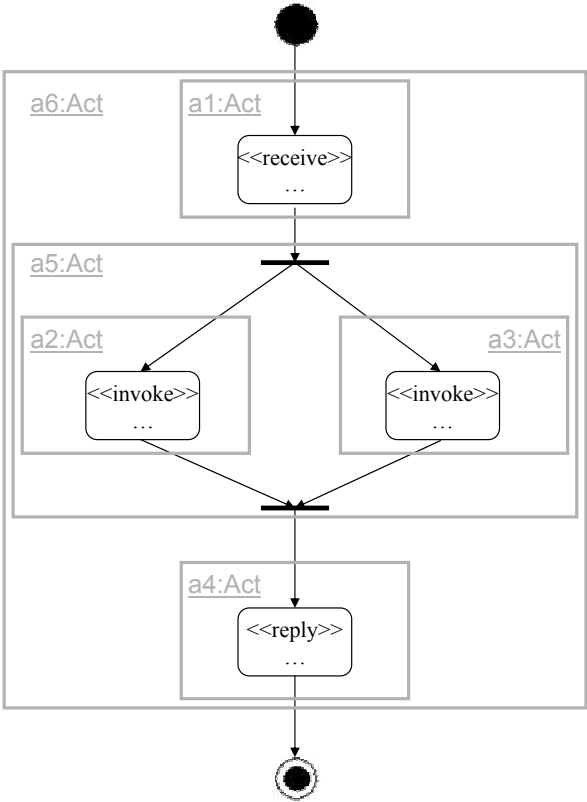 a6:Act
a1:Act
<<receive>>
…
a5:Act
a2:Act
<<invoke>>
…
a3:Act
<<invoke>>
…
a4:Act
<<reply>>
…